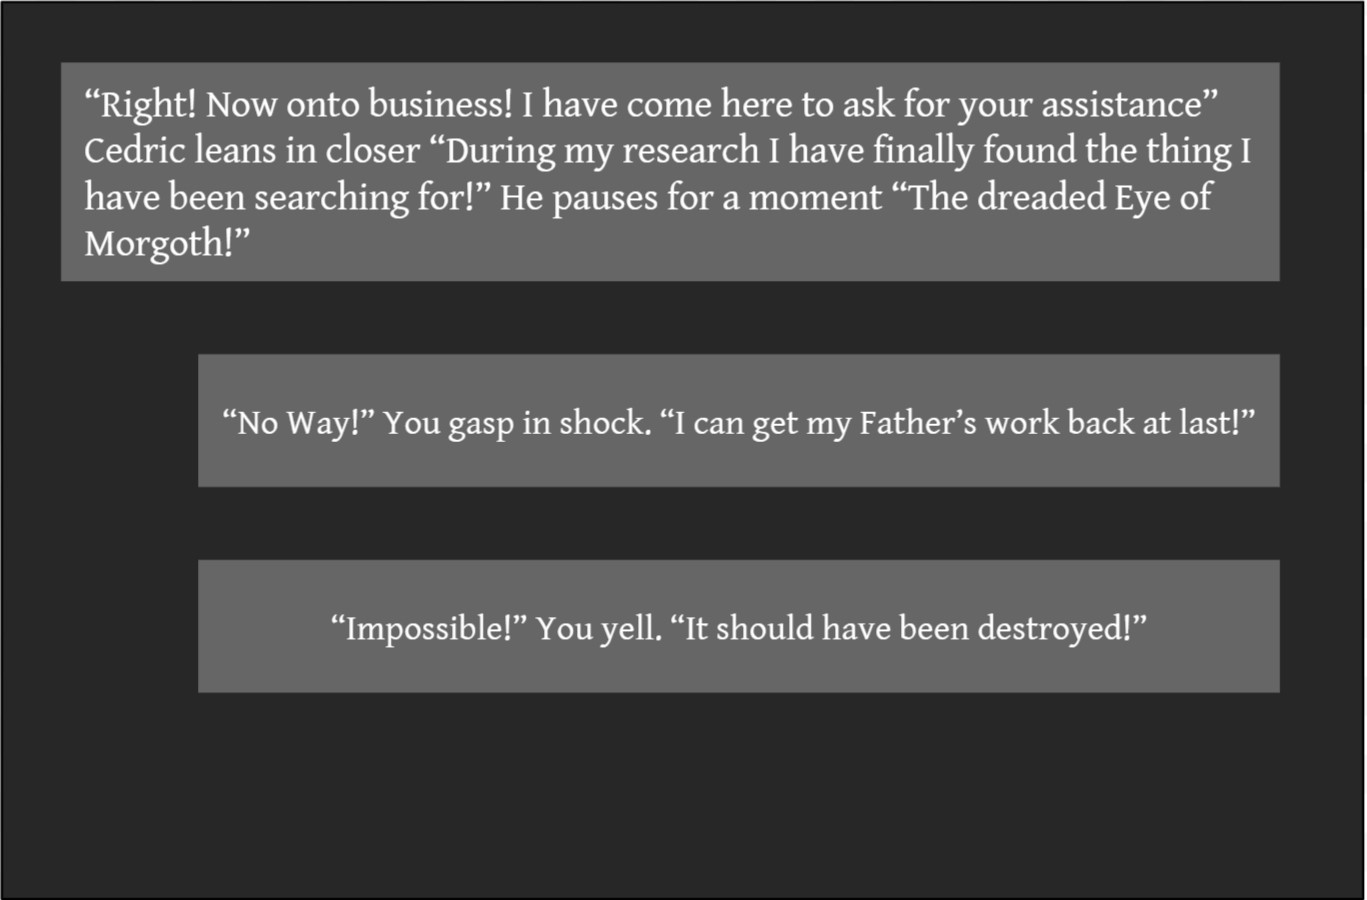 “Right! Now onto business! I have come here to ask for your assistance”
Cedric leans in closer “During my research I have finally found the thing I
have been searching for!” He pauses for a moment “The dreaded Eye of
Morgoth!”
“No Way!” You gasp in shock. “I can get my Father’s work back at last!”
“Impossible!” You yell. “It should have been destroyed!”